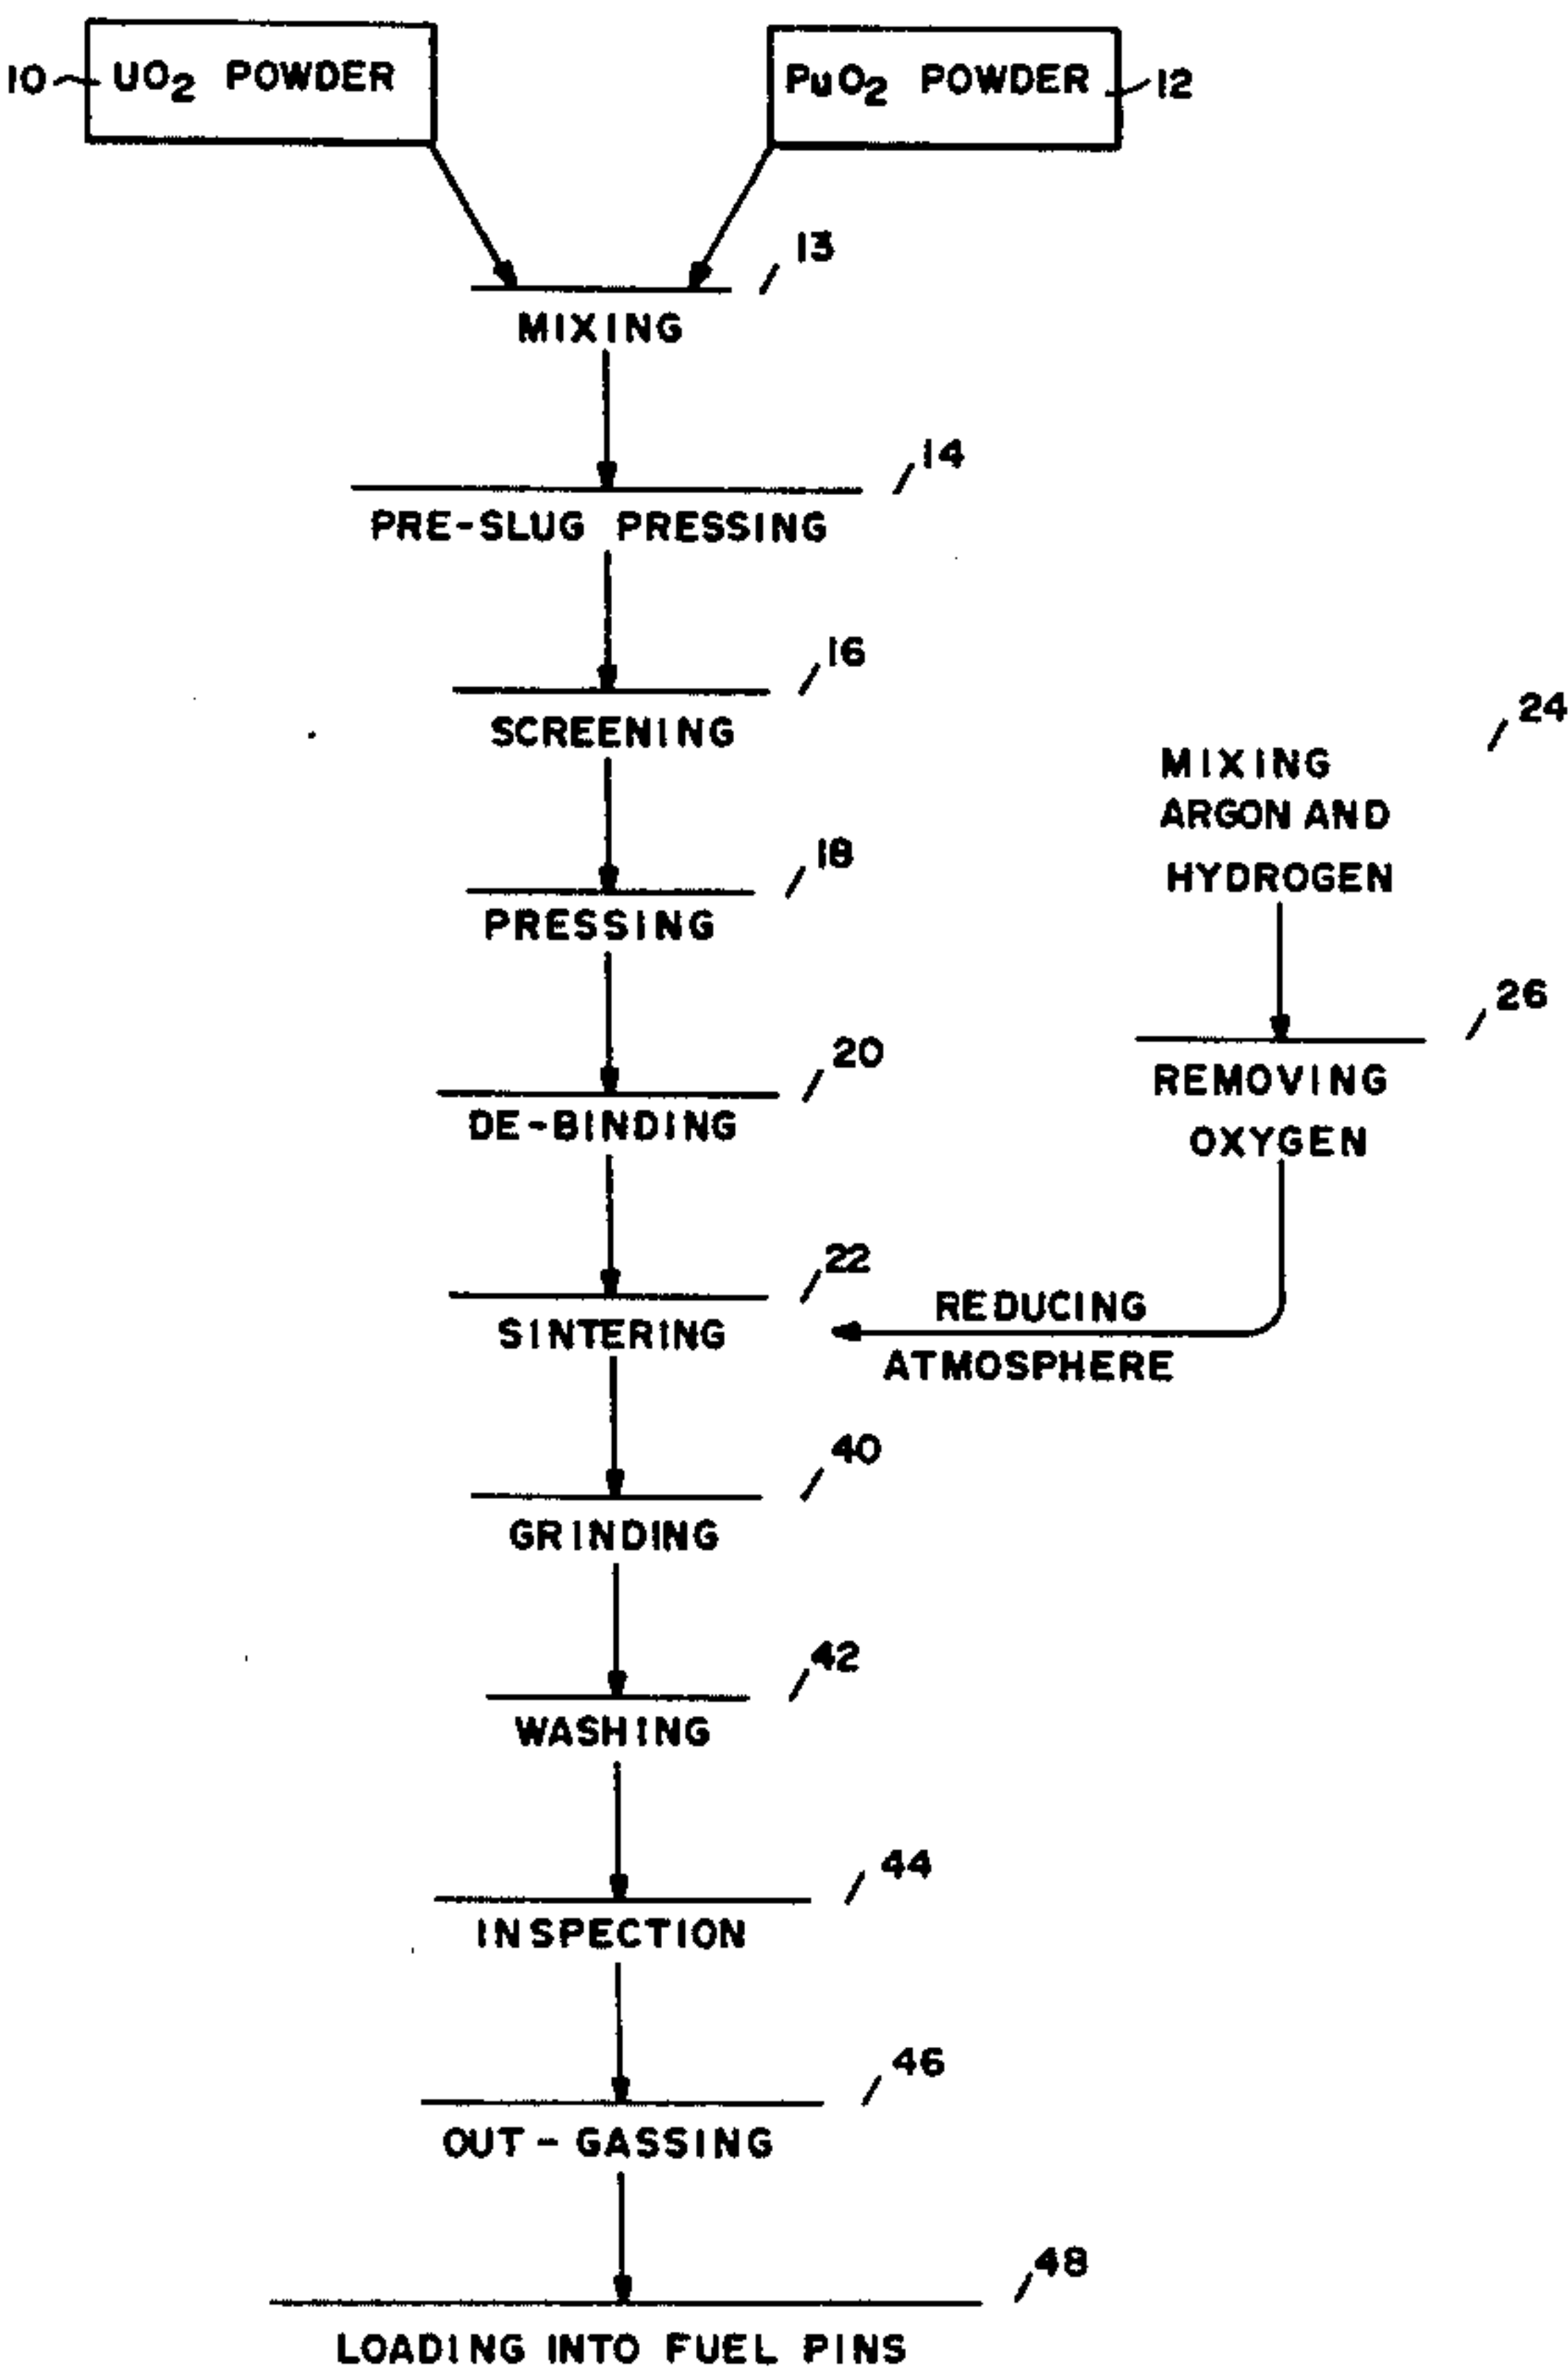 10 UO₂ POWDER
PuO₂ POWDER 12
13
MIXING
14
PRE-SLUG PRESSING
16
SCREENING
18
PRESSING
20
DE-BINDING
22
SINTERING
24
MIXING
ARGON AND
HYDROGEN
26
REMOVING
OXYGEN
REDUCING
ATMOSPHERE
40
GRINDING
42
WASHING
44
INSPECTION
46
OUT-GASSING
48
LOADING INTO FUEL PINS